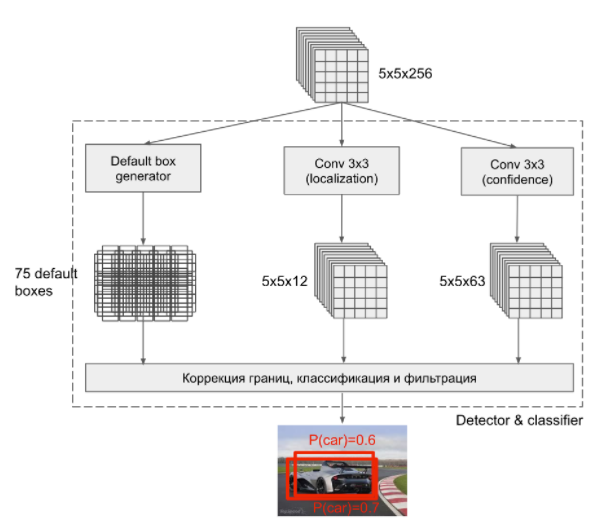 5x5x256
Default box
generator
Conv 3x3
(localization)
Conv 3x3
(confidence)
75 default
boxes
5x5x12
5x5x63
Коррекция границ, классификация и фильтрация
Detector & classifier
P(car)=0.6
P(car)=0.7